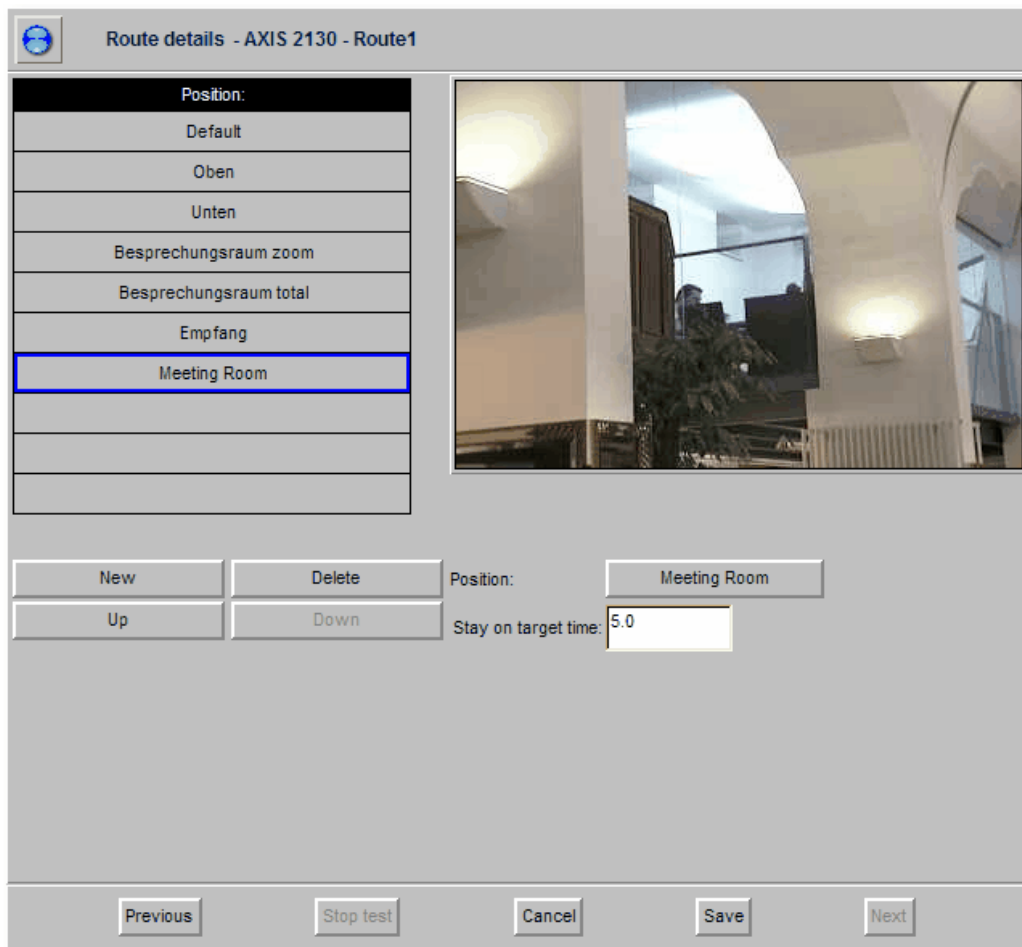 Route details - AXIS 2130 - Route1
Position:
Default
Oben
Unten
Besprechungsraum zoom
Besprechungsraum total
Empfang
Meeting Room
New
Delete
Position:
Meeting Room
Up
Down
Stay on target time:
5.0
Previous
Stop test
Cancel
Save
Next